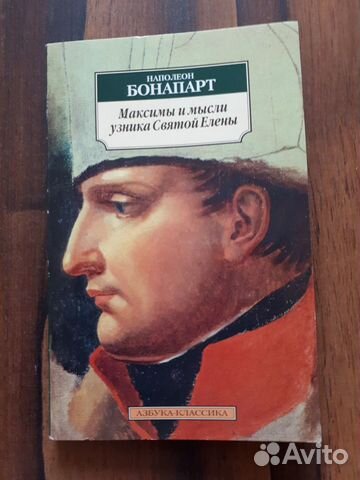 НАПОЛЕОН
БОНАПАРТ
Максимы и мысли
узника Святой Елены
АЗБУКА-КЛАССИКА
Avito